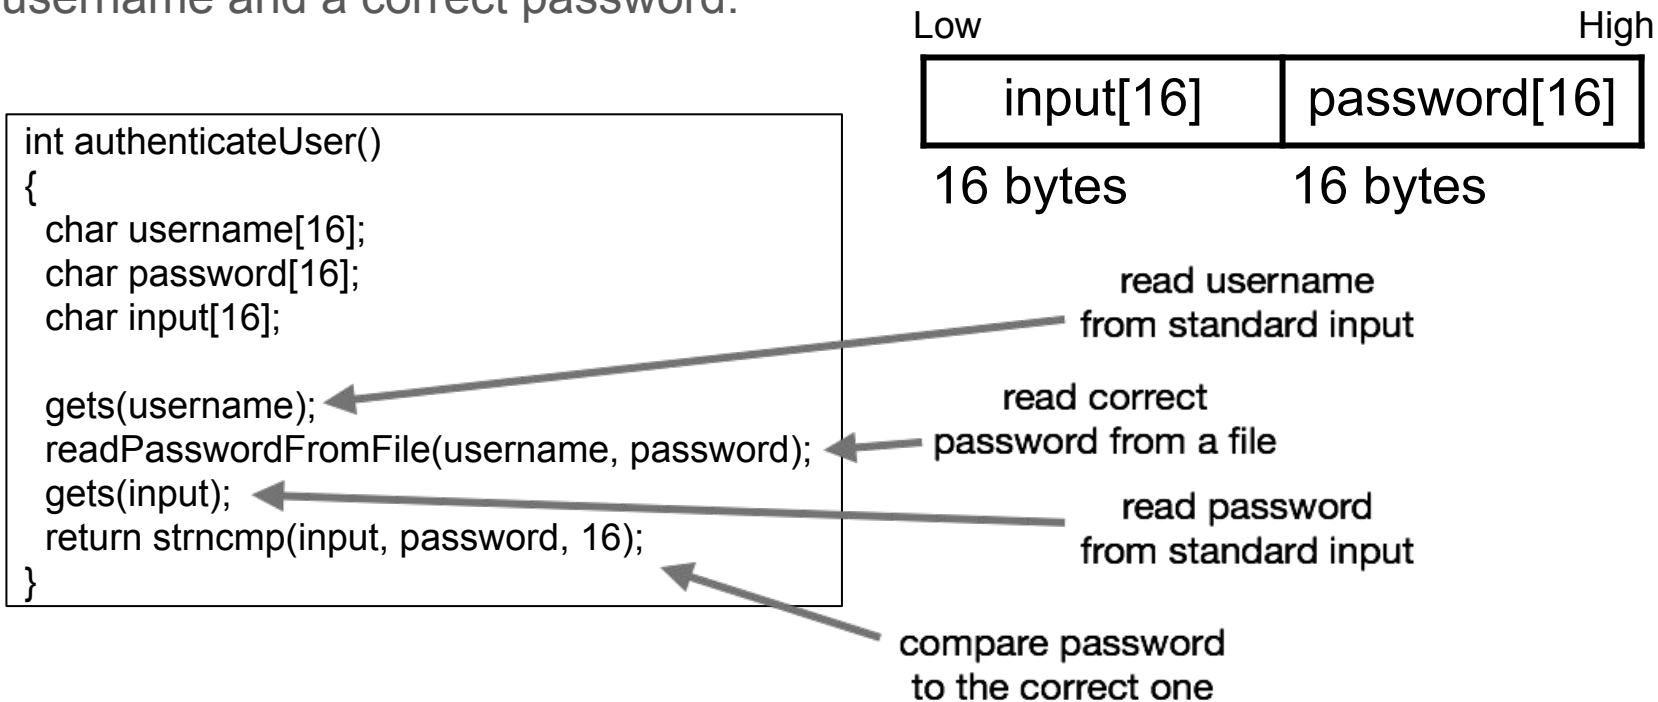 username and a correct password.
Low High
input[16] password[16]
16 bytes 16 bytes
int authenticateUser()
{
char username[16];
char password[16];
char input[16];
gets(username);
readPasswordFromFile(username, password);
gets(input);
return strncmp(input, password, 16);
}
read username
from standard input
read correct
password from a file
read password
from standard input
compare password
to the correct one